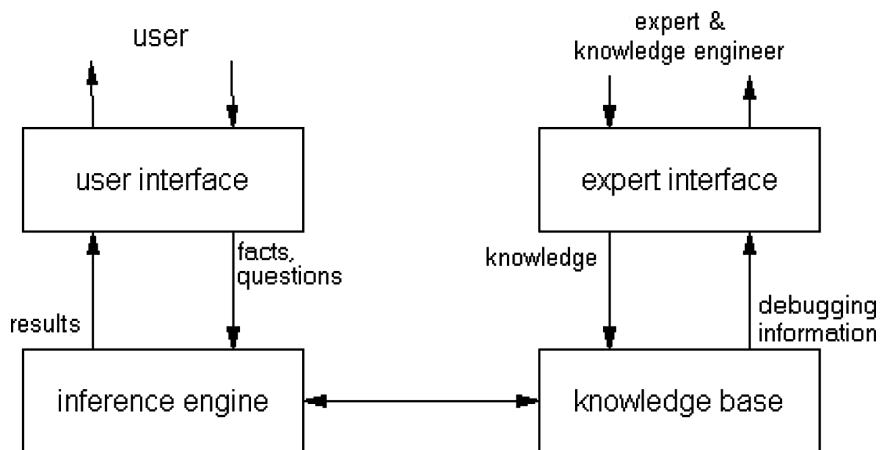 user
expert &
knowledge engineer
user interface
expert interface
facts,
questions
knowledge
results
debugging
information
inference engine
knowledge base